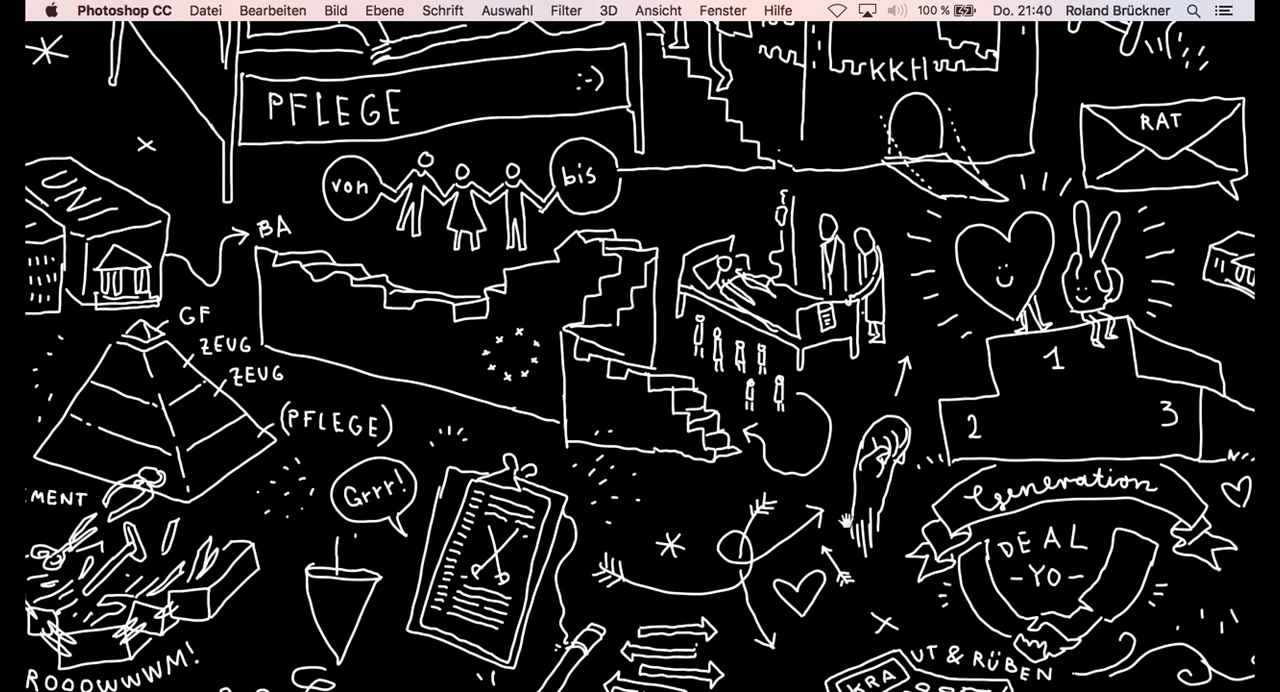 Photoshop CC Datei Bearbeiten Bild Ebene Schrift Auswahl Filter 3D Ansicht Fenster Hilfe 100 % Do. 21:40 Roland Brückner
KKH
PFLEGE :-)
RAT
von bis
UNI
BA
GF
ZEUG
ZEUG
1
2 3
(PFLEGE)
MENT
Grrr!
Generation
DEAL
-YO-
ROOOWWWM!
UT & RÜBEN
KRA